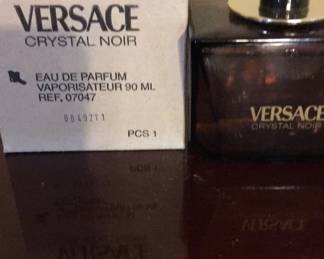 VERSACE
CRYSTAL NOIR
EAU DE PARFUM
VAPORISATEUR 90 ML
REF. 07047
PCS 1
VERSACE
CRYSTAL NOIR